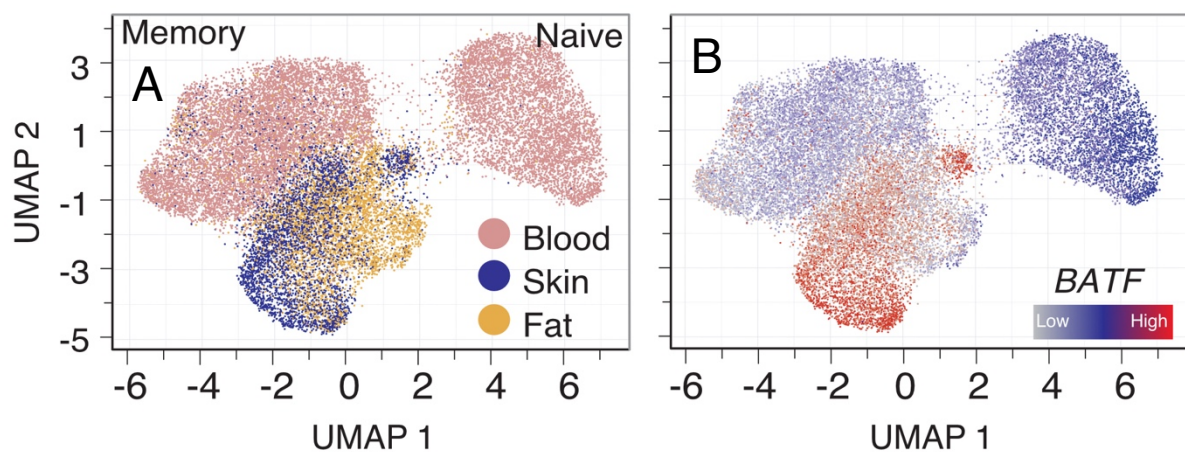 Memory Naive
A
3
1
-1
-3
-5
UMAP 2
Blood
Skin
Fat
-6 -4 -2 0 2 4 6
UMAP 1
B
BATF
Low High
-6 -4 -2 0 2 4 6
UMAP 1